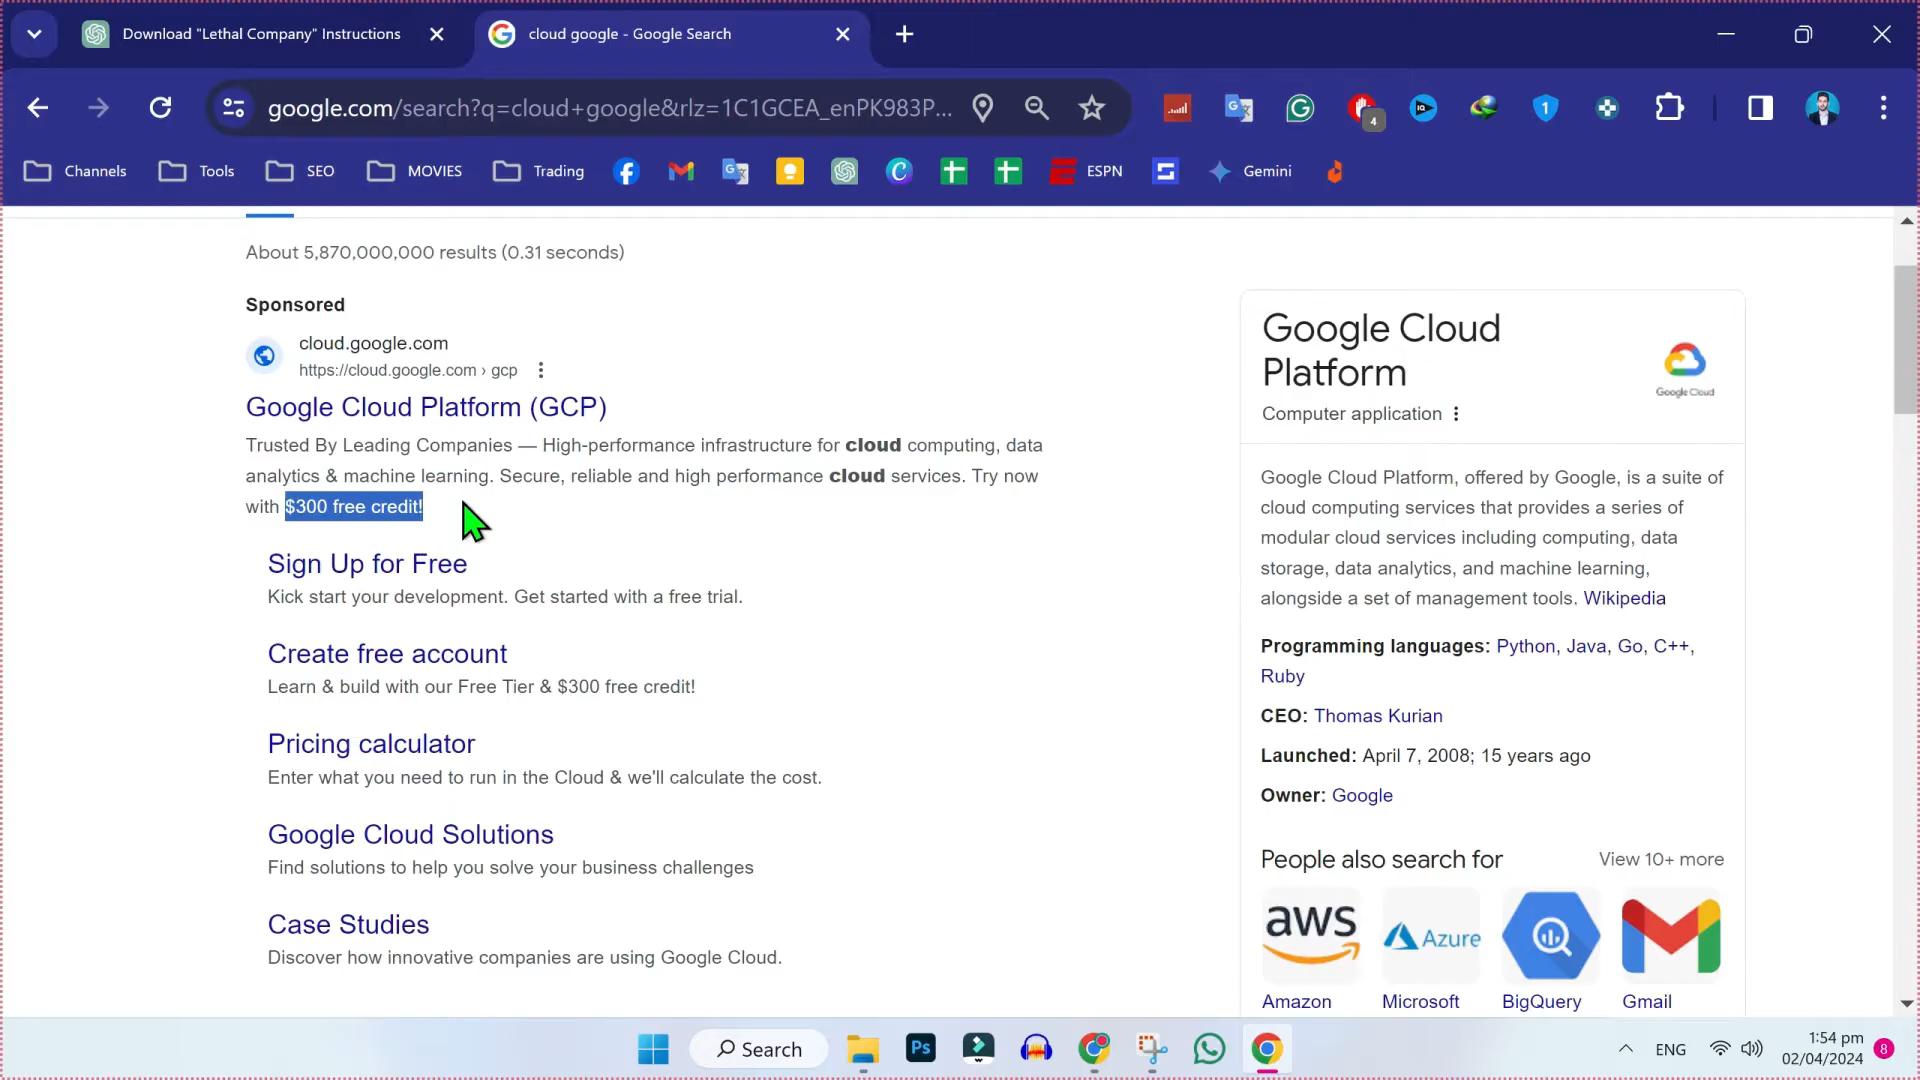 Download "Lethal Company" Instructions
cloud google - Google Search
google.com/search?q=cloud+google&rlz=1C1GCEA_enPK983P...
4
1
Channels
Tools
SEO
MOVIES
Trading
ESPN
Gemini
About 5,870,000,000 results (0.31 seconds)
Sponsored
cloud.google.com
https://cloud.google.com › gcp
Google Cloud Platform (GCP)
Trusted By Leading Companies — High-performance infrastructure for cloud computing, data
analytics & machine learning. Secure, reliable and high performance cloud services. Try now
with $300 free credit!
Sign Up for Free
Kick start your development. Get started with a free trial.
Create free account
Learn & build with our Free Tier & $300 free credit!
Pricing calculator
Enter what you need to run in the Cloud & we'll calculate the cost.
Google Cloud Solutions
Find solutions to help you solve your business challenges
Case Studies
Discover how innovative companies are using Google Cloud.
Google Cloud
Platform
Google Cloud
Computer application
Google Cloud Platform, offered by Google, is a suite of
cloud computing services that provides a series of
modular cloud services including computing, data
storage, data analytics, and machine learning,
alongside a set of management tools. Wikipedia
Programming languages: Python, Java, Go, C++,
Ruby
CEO: Thomas Kurian
Launched: April 7, 2008; 15 years ago
Owner: Google
People also search for
View 10+ more
aws
Azure
Amazon
Microsoft
BigQuery
Gmail
Search
Ps
ENG
1:54 pm
02/04/2024
8